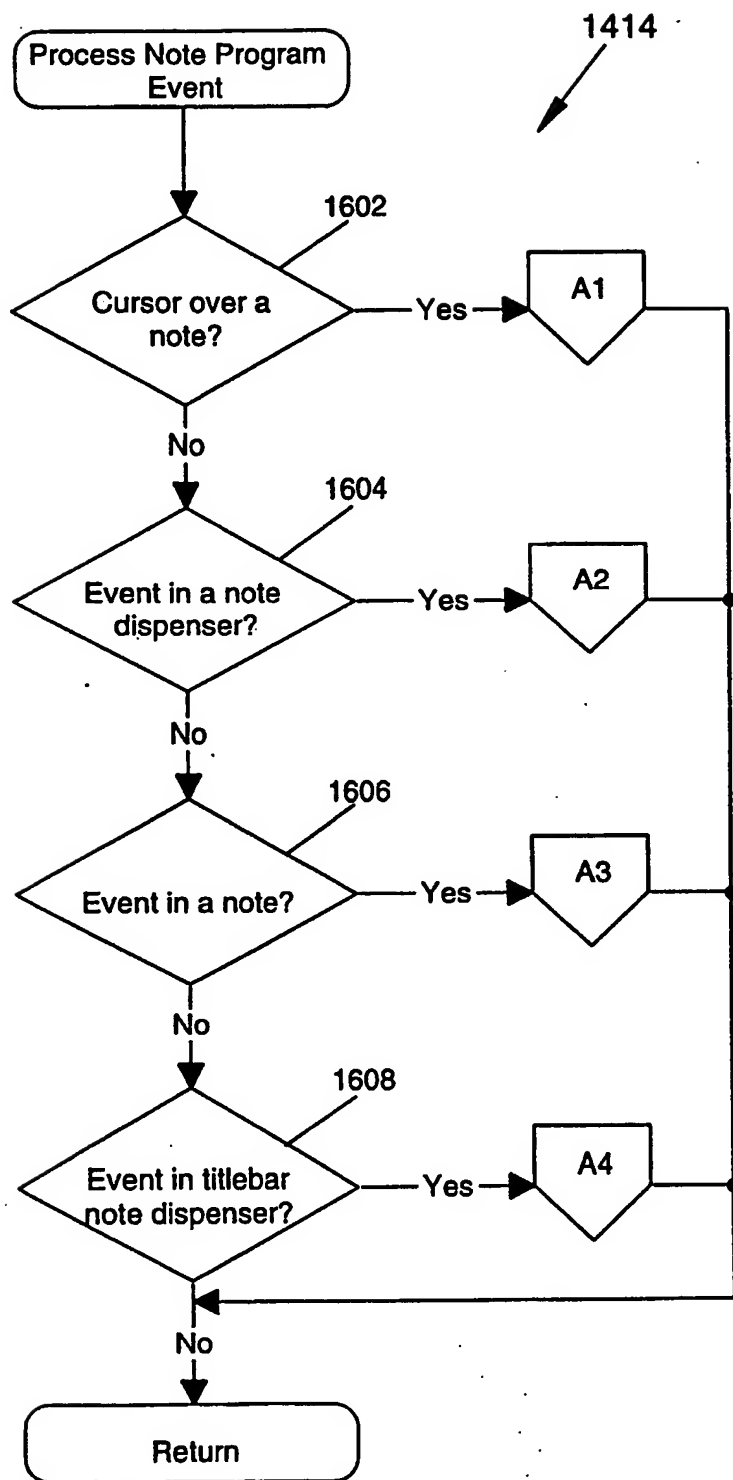 1414
Process Note Program
Event
1602
Cursor over a
note?
Yes
A1
No
1604
Event in a note
dispenser?
Yes
A2
No
1606
Event in a note?
Yes
A3
No
1608
Event in titlebar
note dispenser?
Yes
A4
No
Return